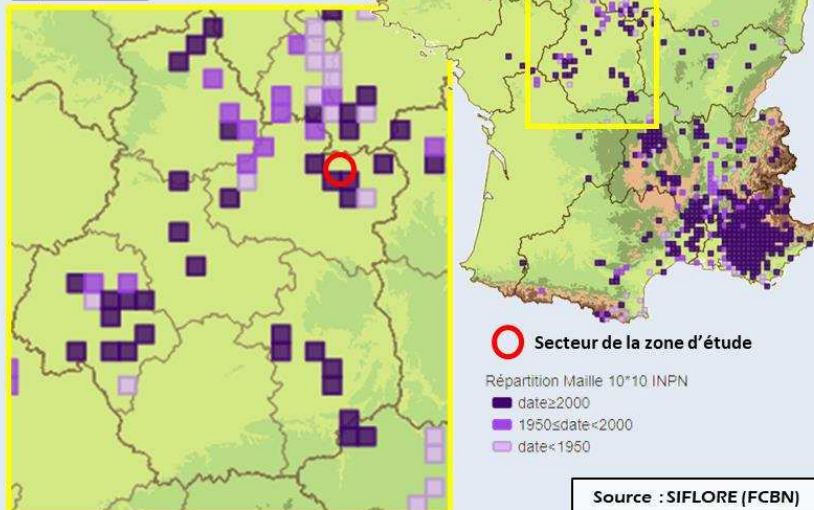 Secteur de la zone d'étude
Répartition Maille 10*10 INPN
date≥2000
1950≤date<2000
date<1950
Source : SIFLORE (FCBN)